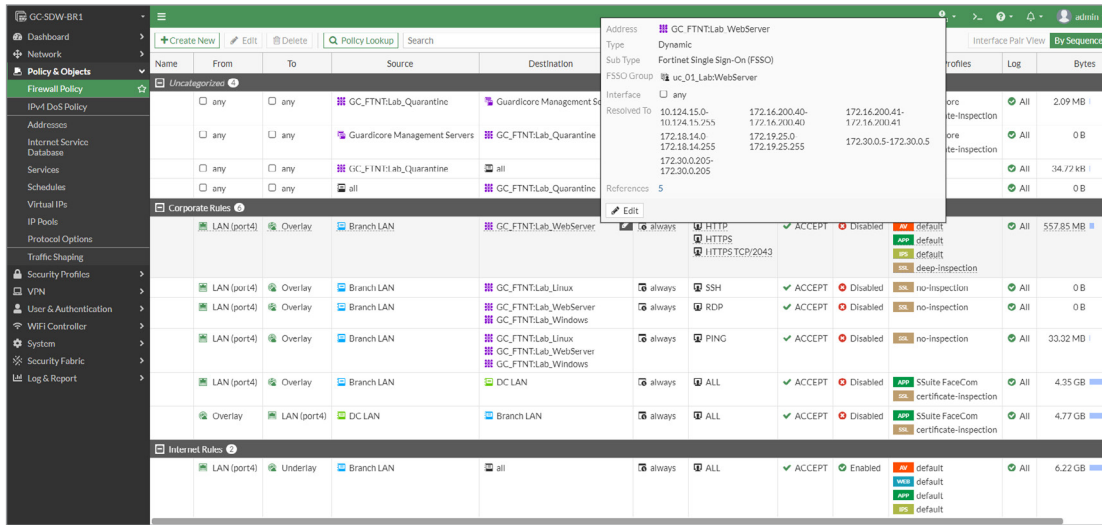 GC-SDW-BR1
admin
Dashboard
Network
Policy & Objects
Firewall Policy
IPv4 DoS Policy
Addresses
Internet Service
Database
Services
Schedules
Virtual IPs
IP Pools
Protocol Options
Traffic Shaping
Security Profiles
VPN
User & Authentication
WiFi Controller
System
Security Fabric
Log & Report
Create New Edit Delete Policy Lookup Search Interface Pair View By Sequence
Name From To Source Destination Profiles Log Bytes
Uncategorized 4
any any GC_FTNT:Lab_Quarantine Guardicore Management All 2.09 MB
any any Guardicore Management Servers GC_FTNT:Lab_Quarantine All 0 B
any any GC_FTNT:Lab_Quarantine all All 34.72 kB
any any all GC_FTNT:Lab_Quarantine All 0 B
Address GC_FTNT:Lab_WebServer
Type Dynamic
Sub Type Fortinet Single Sign-On (FSSO)
FSSO Group uc_01_Lab:WebServer
Interface any
Resolved To 10.124.15.0- 172.16.200.40- 172.16.200.41-
10.124.15.255 172.16.200.40 172.16.200.41
172.18.14.0- 172.19.25.0- 172.30.0.5-172.30.0.5
172.18.14.255 172.19.25.255
172.30.0.205-
172.30.0.205
References 5
Edit
Corporate Rules 6
LAN (port4) Overlay Branch LAN GC_FTNT:Lab_WebServer always HTTP ACCEPT Disabled AV default All 557.85 MB
HTTPS APP default
HTTPS TCP/2043 IPS default
SSL deep-inspection
LAN (port4) Overlay Branch LAN GC_FTNT:Lab_Linux always SSH ACCEPT Disabled SSL no-inspection All 0 B
LAN (port4) Overlay Branch LAN GC_FTNT:Lab_WebServer always RDP ACCEPT Disabled SSL no-inspection All 0 B
GC_FTNT:Lab_Windows
LAN (port4) Overlay Branch LAN GC_FTNT:Lab_Linux always PING ACCEPT Disabled SSL no-inspection All 33.32 MB
GC_FTNT:Lab_WebServer
GC_FTNT:Lab_Windows
LAN (port4) Overlay Branch LAN DC LAN always ALL ACCEPT Disabled APP SSuite FaceCom All 4.35 GB
SSL certificate-inspection
Overlay LAN (port4) DC LAN Branch LAN always ALL ACCEPT Disabled APP SSuite FaceCom All 4.77 GB
SSL certificate-inspection
Internet Rules 2
LAN (port4) Underlay Branch LAN all always ALL ACCEPT Enabled AV default All 6.22 GB
WEB default
APP default
IPS default